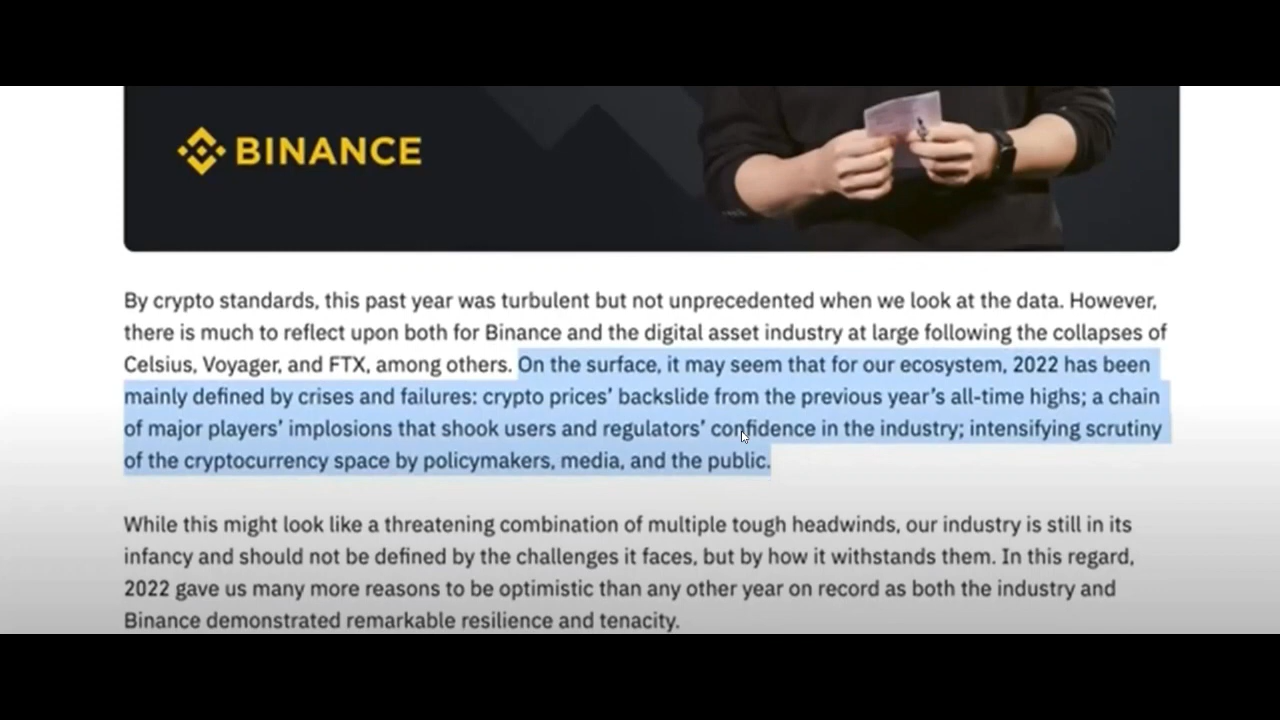 BINANCE
By crypto standards, this past year was turbulent but not unprecedented when we look at the data. However,
there is much to reflect upon both for Binance and the digital asset industry at large following the collapses of
Celsius, Voyager, and FTX, among others. On the surface, it may seem that for our ecosystem, 2022 has been
mainly defined by crises and failures: crypto prices’ backslide from the previous year’s all-time highs; a chain
of major players’ implosions that shook users and regulators’ confidence in the industry; intensifying scrutiny
of the cryptocurrency space by policymakers, media, and the public.
While this might look like a threatening combination of multiple tough headwinds, our industry is still in its
infancy and should not be defined by the challenges it faces, but by how it withstands them. In this regard,
2022 gave us many more reasons to be optimistic than any other year on record as both the industry and
Binance demonstrated remarkable resilience and tenacity.